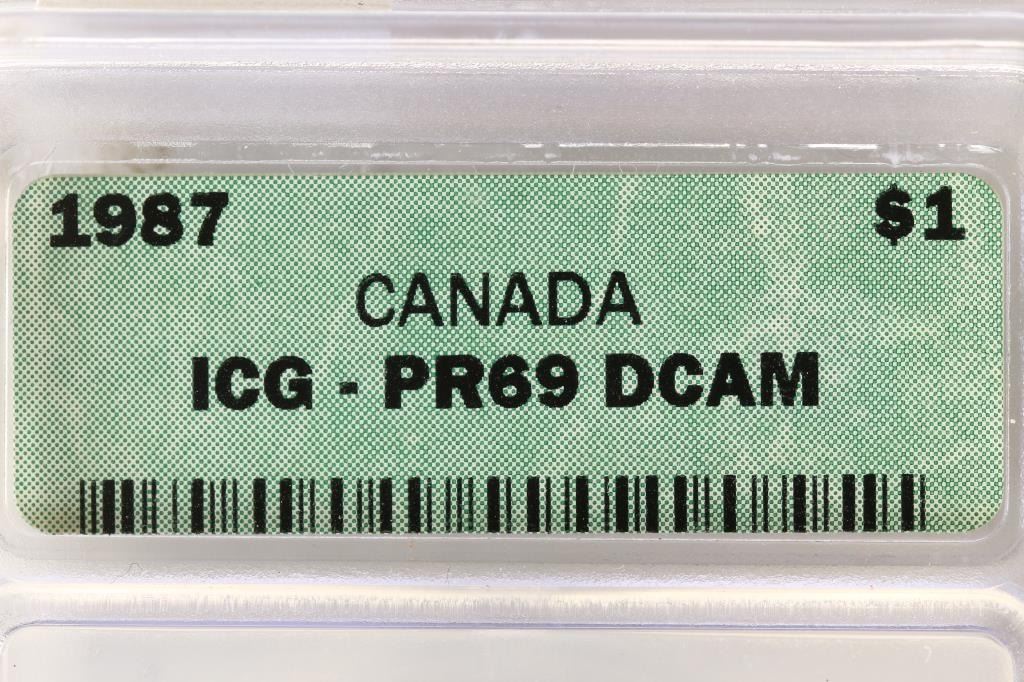 1987 $1
CANADA
ICG - PR69 DCAM